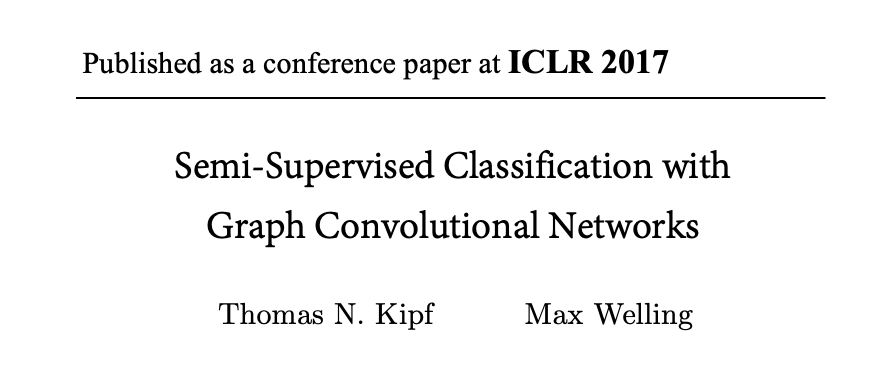 Published as a conference paper at ICLR 2017
Semi-Supervised Classification with
Graph Convolutional Networks
Thomas N. Kipf Max Welling